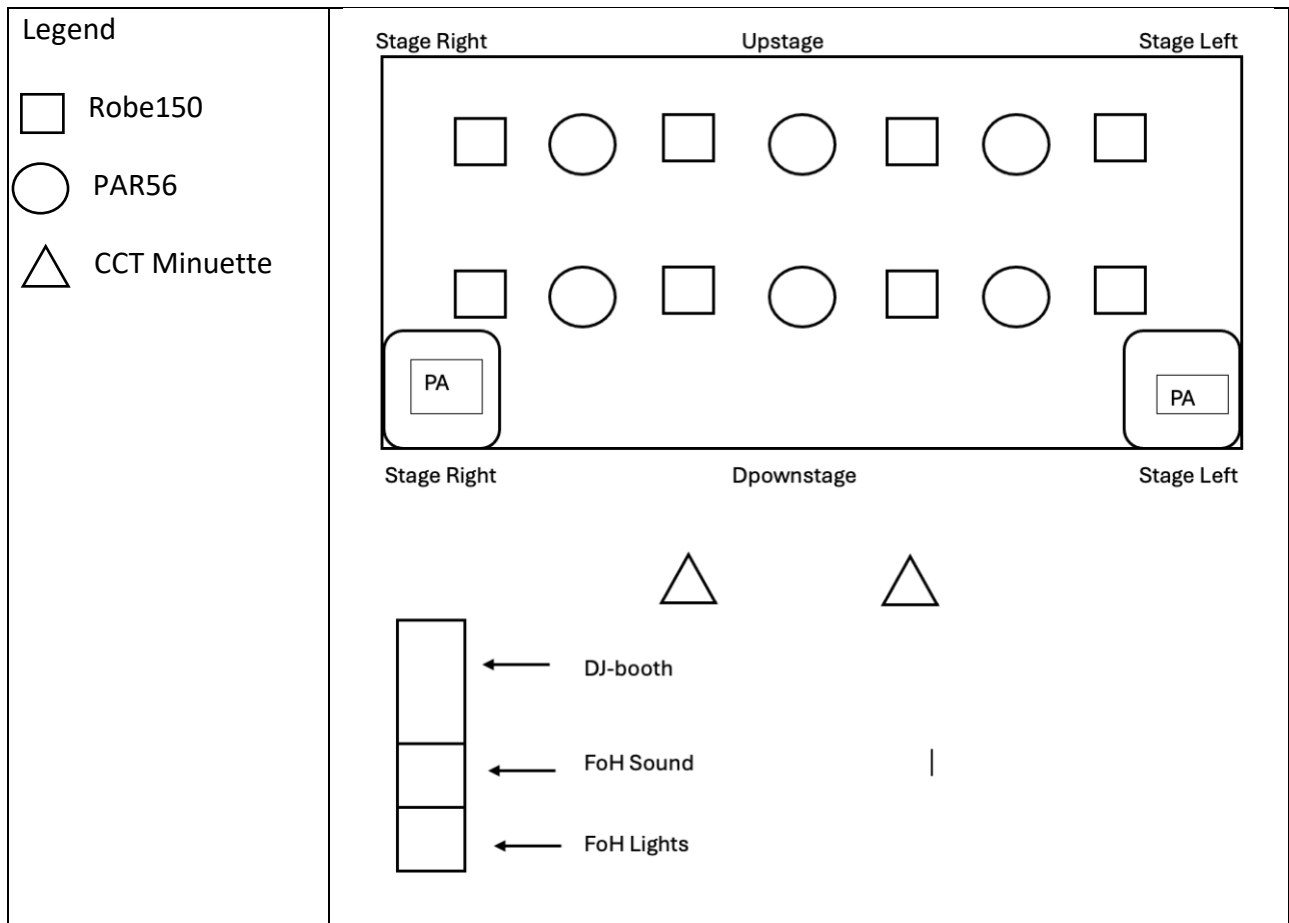 Legend
Robe150
PAR56
CCT Minuette
Stage Right Upstage Stage Left
PA PA
Stage Right Dpownstage Stage Left
DJ-booth
FoH Sound
FoH Lights